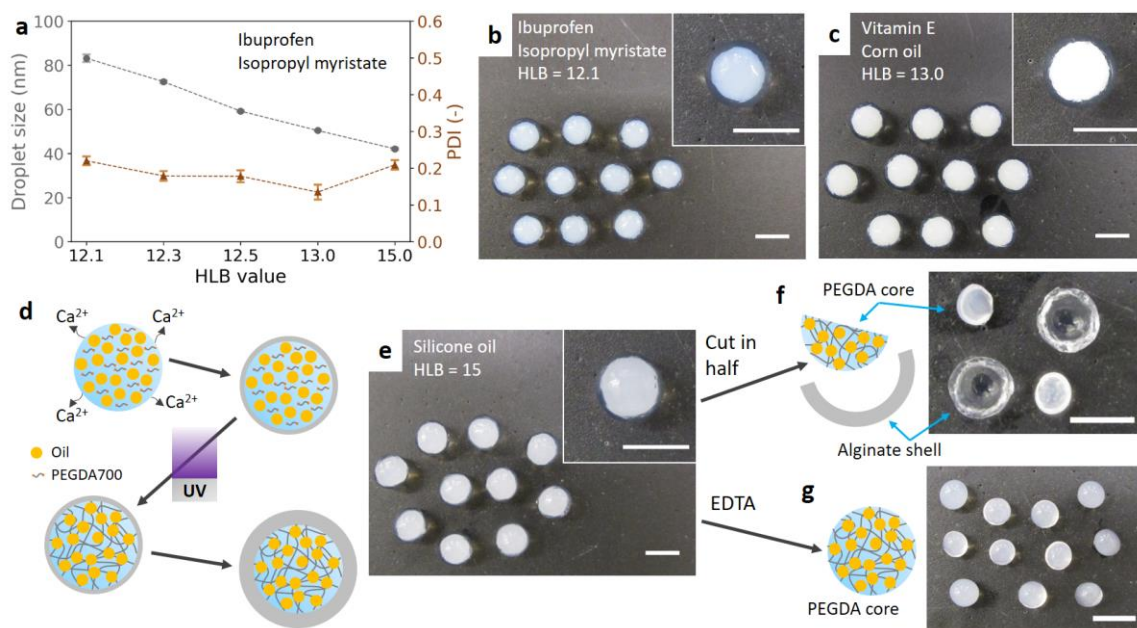 a
Ibuprofen
Isopropyl myristate
Droplet size (nm)
100
80
60
40
20
0
PDI (-)
0.6
0.5
0.4
0.3
0.2
0.1
0.0
12.1 12.3 12.5 13.0 15.0
HLB value
b
Ibuprofen
Isopropyl myristate
HLB = 12.1
c
Vitamin E
Corn oil
HLB = 13.0
d
Ca2+
Ca2+
Ca2+
Ca2+
Oil
PEGDA700
UV
e
Silicone oil
HLB = 15
Cut in
half
EDTA
f
PEGDA core
Alginate shell
g
PEGDA core